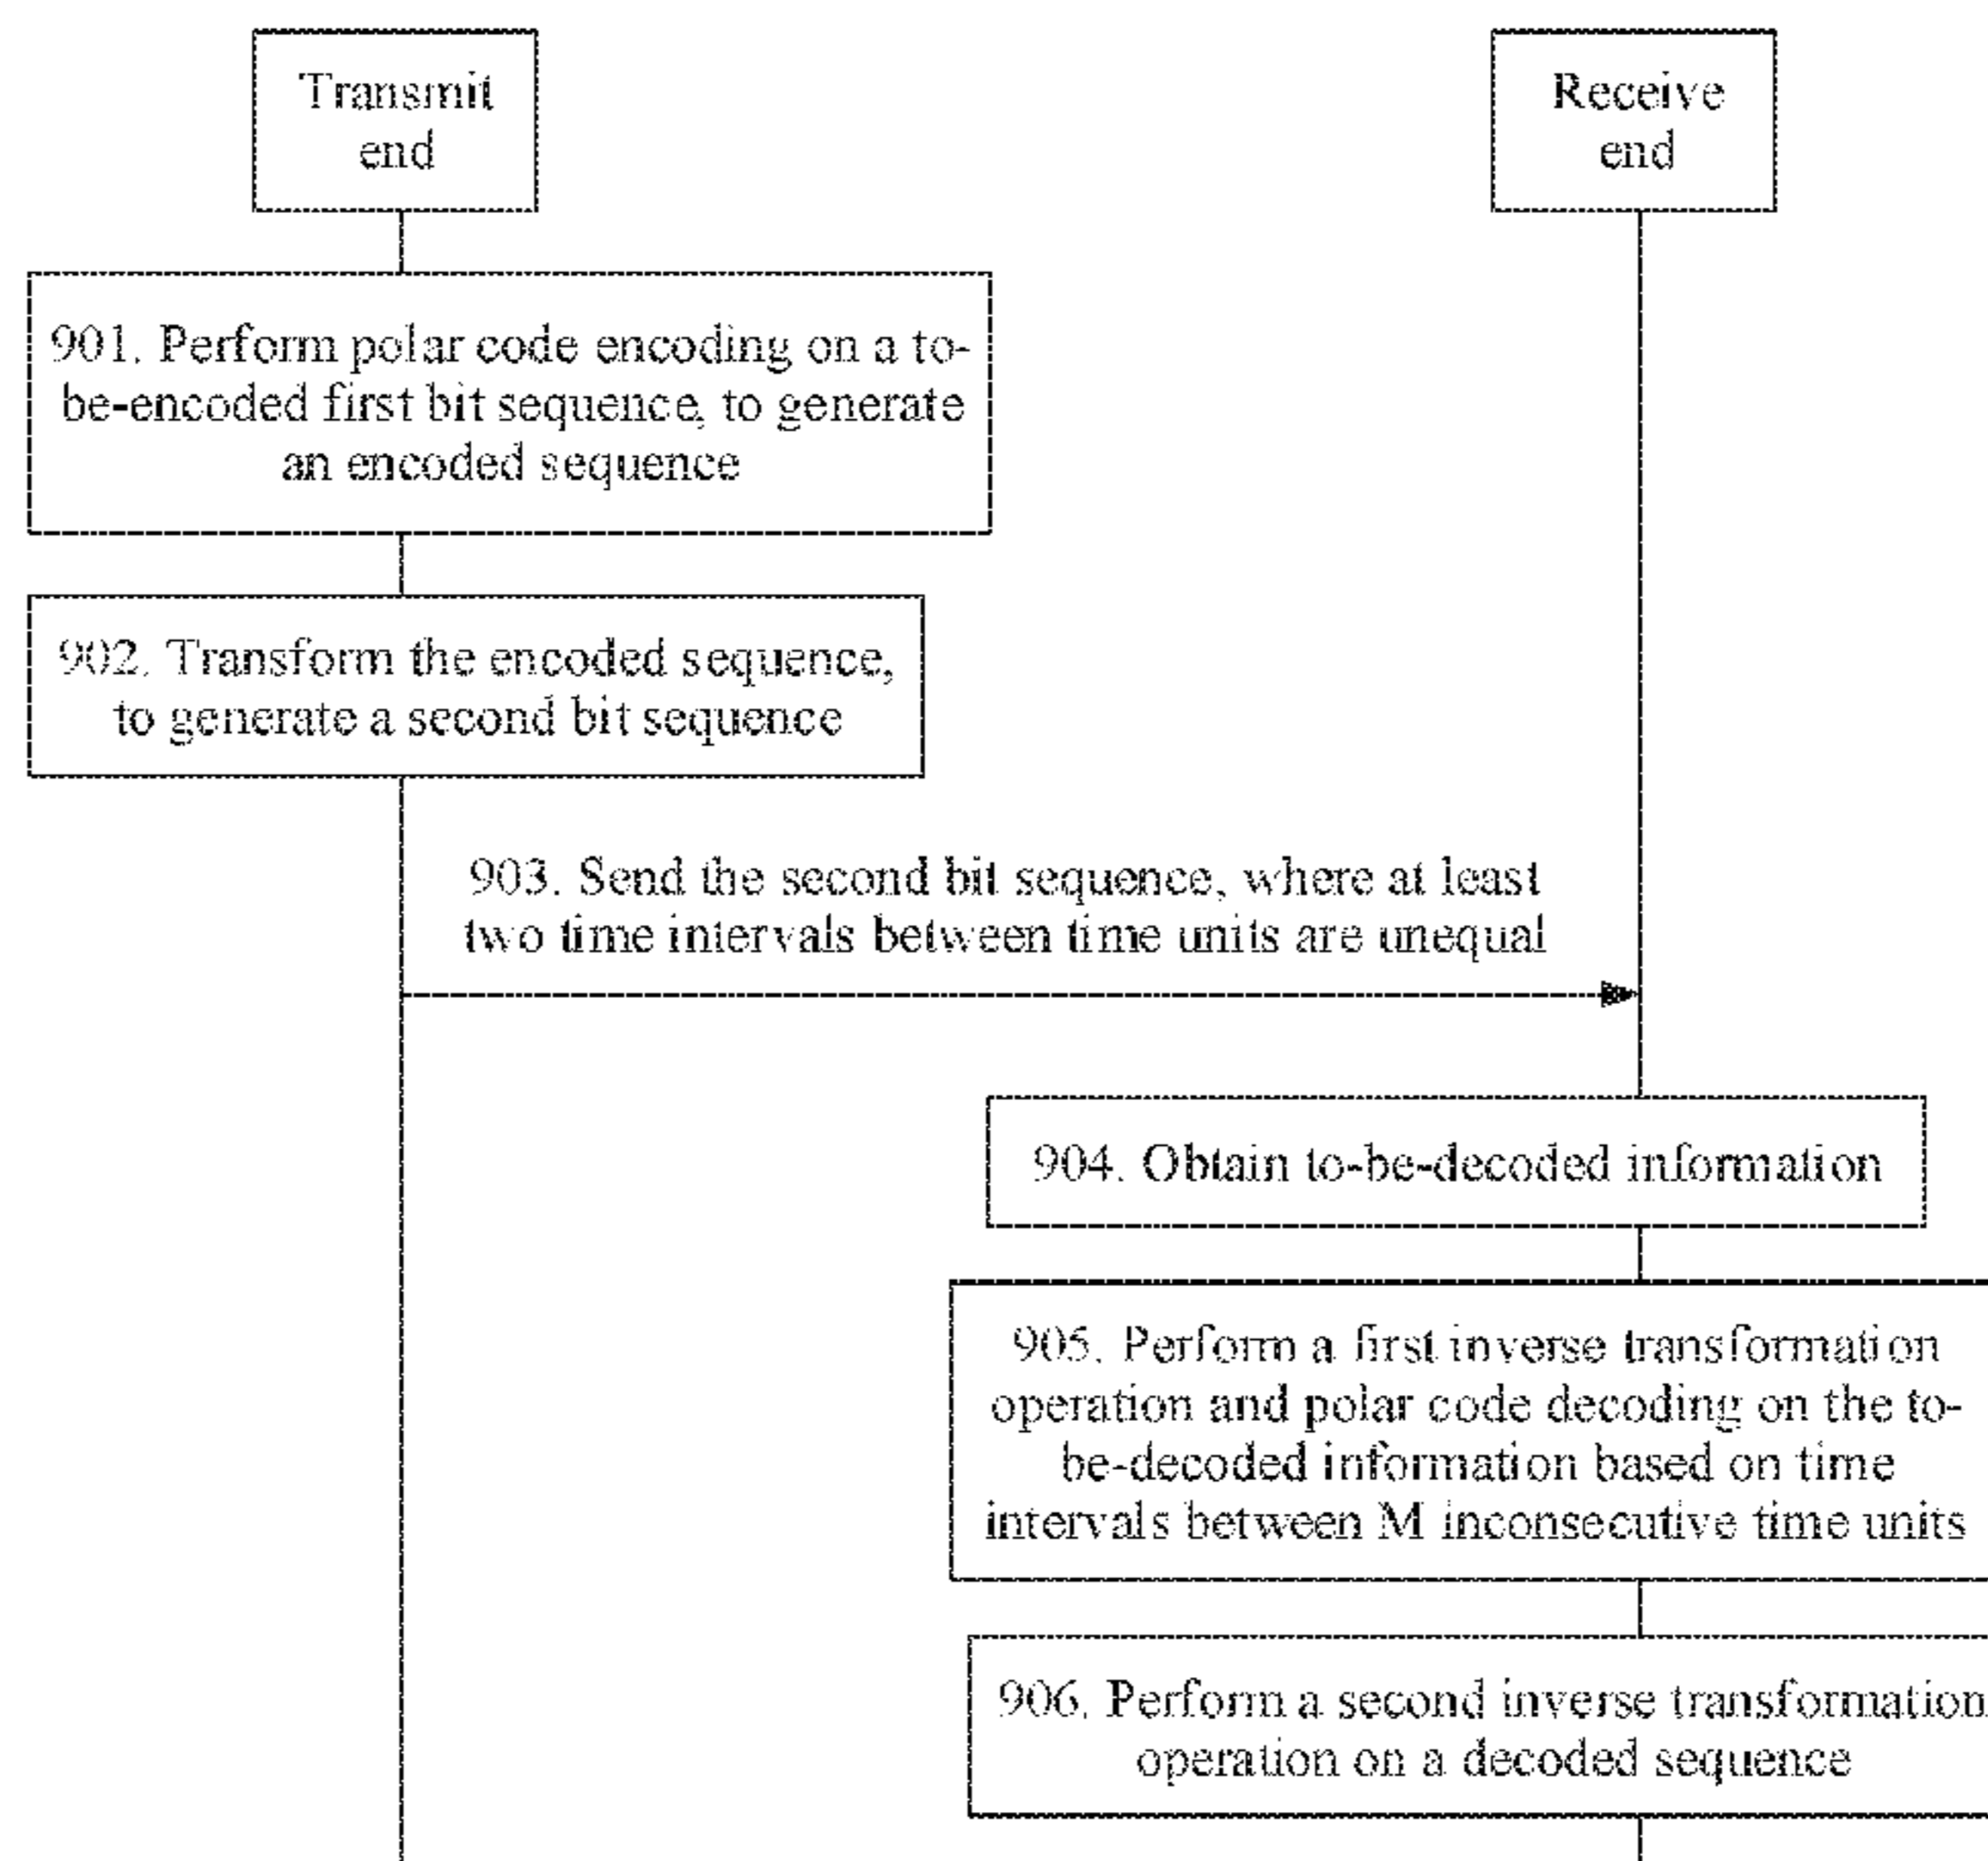 Transmit
end
Receive
end
901. Perform polar code encoding on a to-
be-encoded first bit sequence, to generate
an encoded sequence
902. Transform the encoded sequence,
to generate a second bit sequence
903. Send the second bit sequence, where at least
two time intervals between time units are unequal
904. Obtain to-be-decoded information
905. Perform a first inverse transformation
operation and polar code decoding on the to-
be-decoded information based on time
intervals between M inconsecutive time units
906. Perform a second inverse transformation
operation on a decoded sequence